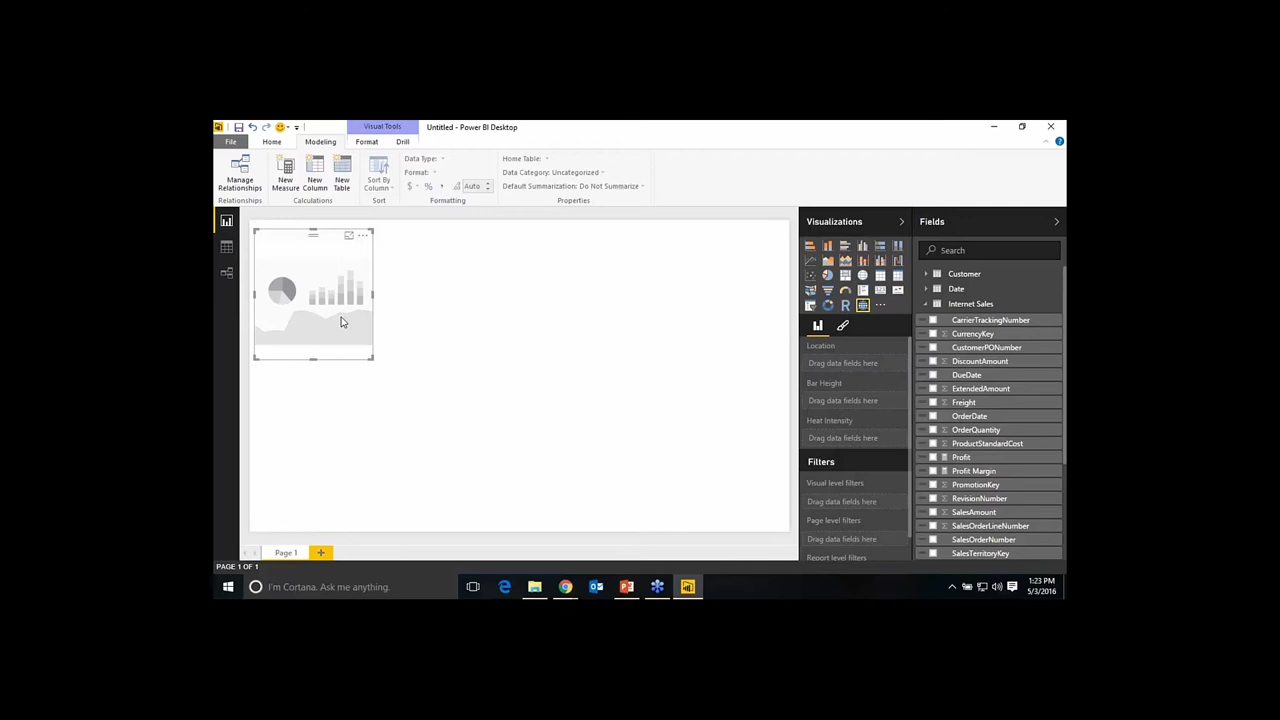 Visual Tools
Untitled - Power BI Desktop
File
Home
Modeling
Format
Drill
Manage
Relationships
New
Measure
New
Column
New
Table
Sort By
Column
Data Type:
Format:
$ % , Auto
Home Table:
Data Category: Uncategorized
Default Summarization: Do Not Summarize
Relationships
Calculations
Sort
Formatting
Properties
Visualizations
R
Location
Drag data fields here
Bar Height
Drag data fields here
Heat Intensity
Drag data fields here
Filters
Visual level filters
Drag data fields here
Page level filters
Drag data fields here
Report level filters
Fields
Search
Customer
Date
Internet Sales
CarrierTrackingNumber
CurrencyKey
CustomerPONumber
DiscountAmount
DueDate
ExtendedAmount
Freight
OrderDate
OrderQuantity
ProductStandardCost
Profit
Profit Margin
PromotionKey
RevisionNumber
SalesAmount
SalesOrderLineNumber
SalesOrderNumber
SalesTerritoryKey
Page 1
PAGE 1 OF 1
I'm Cortana. Ask me anything.
1:23 PM
5/3/2016